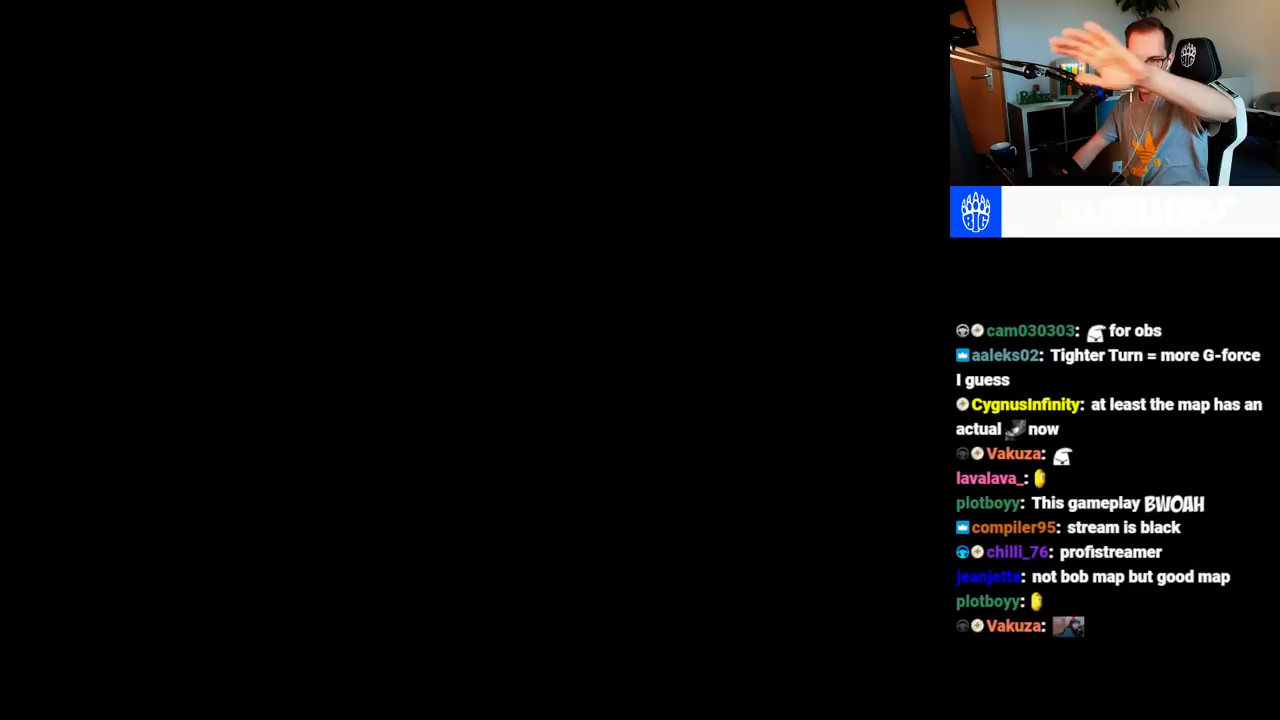 BIG
cam030303: for obs
aaleks02: Tighter Turn = more G-force
I guess
CygnusInfinity: at least the map has an
actual now
Vakuza:
lavalava_:
plotboyy: This gameplay BWOAH
compiler95: stream is black
chilli_76: profistreamer
jeanjette: not bob map but good map
plotboyy:
Vakuza: